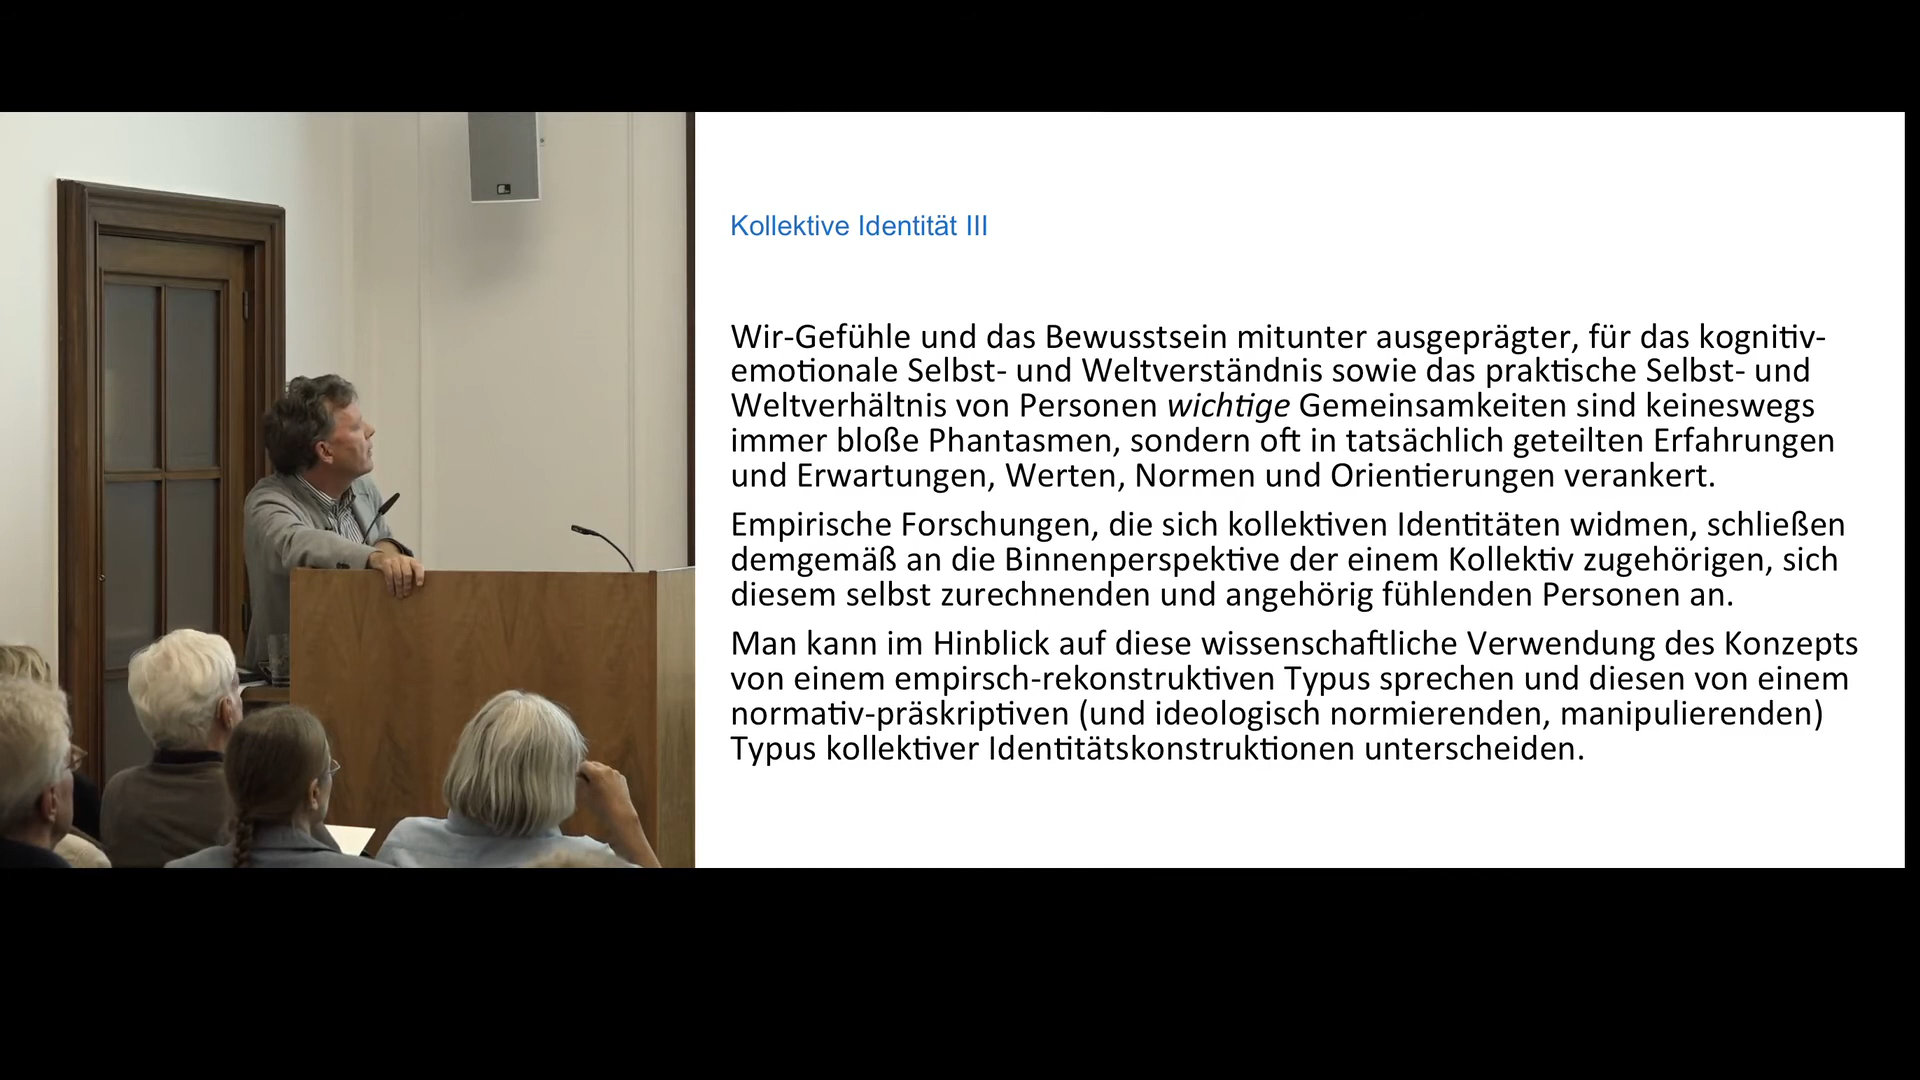 Kollektive Identität III
Wir-Gefühle und das Bewusstsein mitunter ausgeprägter, für das kognitiv-
emotionale Selbst- und Weltverständnis sowie das praktische Selbst- und
Weltverhältnis von Personen wichtige Gemeinsamkeiten sind keineswegs
immer bloße Phantasmen, sondern oft in tatsächlich geteilten Erfahrungen
und Erwartungen, Werten, Normen und Orientierungen verankert.
Empirische Forschungen, die sich kollektiven Identitäten widmen, schließen
demgemäß an die Binnenperspektive der einem Kollektiv zugehörigen, sich
diesem selbst zurechnenden und angehörig fühlenden Personen an.
Man kann im Hinblick auf diese wissenschaftliche Verwendung des Konzepts
von einem empirsch-rekonstruktiven Typus sprechen und diesen von einem
normativ-präskriptiven (und ideologisch normierenden, manipulierenden)
Typus kollektiver Identitätskonstruktionen unterscheiden.